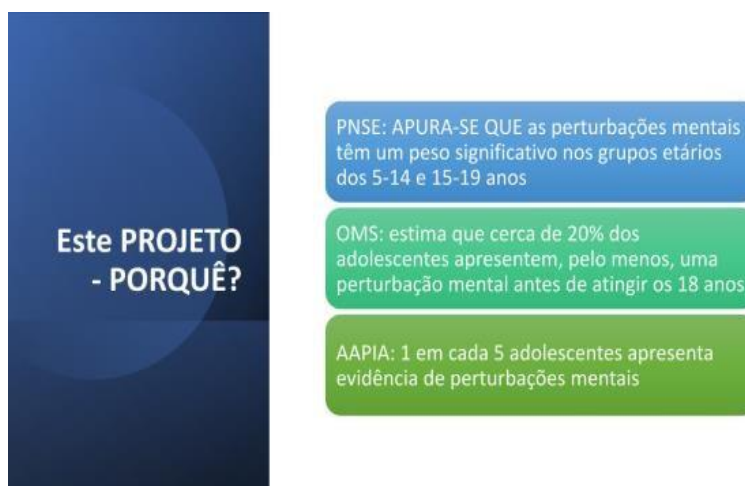 Este PROJETO
- PORQUÊ?
PNSE: APURA-SE QUE as perturbações mentais
têm um peso significativo nos grupos etários
dos 5-14 e 15-19 anos
OMS: estima que cerca de 20% dos
adolescentes apresentem, pelo menos, uma
perturbação mental antes de atingir os 18 anos
AAPIA: 1 em cada 5 adolescentes apresenta
evidência de perturbações mentais